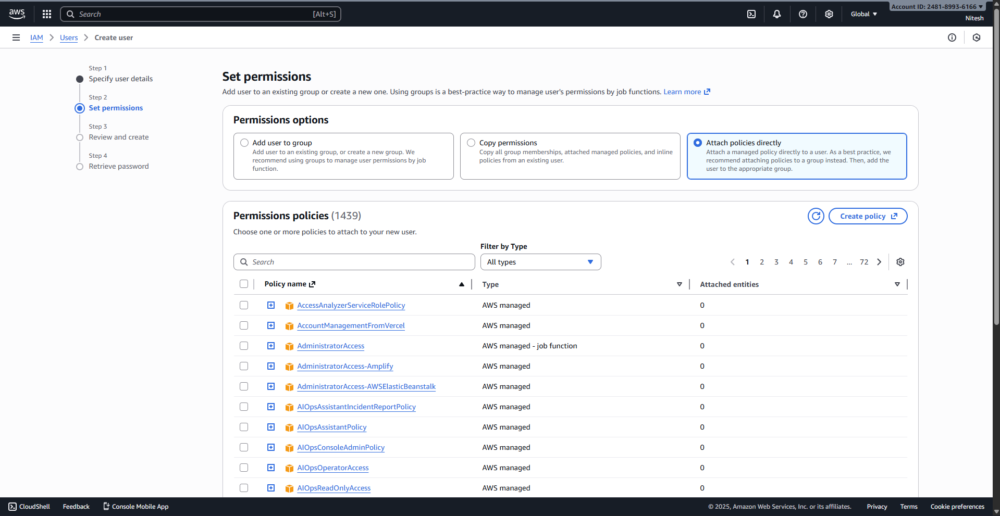 aws
Search
[Alt+S]
Global
Account ID: 2481-8993-6166
Nitesh
IAM
Users
Create user
Step 1
Specify user details
Step 2
Set permissions
Step 3
Review and create
Step 4
Retrieve password
Set permissions
Add user to an existing group or create a new one. Using groups is a best-practice way to manage user's permissions by job functions. Learn more
Permissions options
Add user to group
Add user to an existing group, or create a new group. We
recommend using groups to manage user permissions by job
function.
Copy permissions
Copy all group memberships, attached managed policies, and inline
policies from an existing user.
Attach policies directly
Attach a managed policy directly to a user. As a best practice, we
recommend attaching policies to a group instead. Then, add the
user to the appropriate group.
Permissions policies (1439)
Create policy
Choose one or more policies to attach to your new user.
Filter by Type
Search
All types
1 2 3 4 5 6 7 ... 72
Policy name Type Attached entities
AccessAnalyzerServiceRolePolicy AWS managed 0
AccountManagementFromVercel AWS managed 0
AdministratorAccess AWS managed - job function 0
AdministratorAccess-Amplify AWS managed 0
AdministratorAccess-AWSElasticBeanstalk AWS managed 0
AIOpsAssistantIncidentReportPolicy AWS managed 0
AIOpsAssistantPolicy AWS managed 0
AIOpsConsoleAdminPolicy AWS managed 0
AIOpsOperatorAccess AWS managed 0
AIOpsReadOnlyAccess AWS managed 0
CloudShell Feedback Console Mobile App © 2025, Amazon Web Services, Inc. or its affiliates. Privacy Terms Cookie preferences